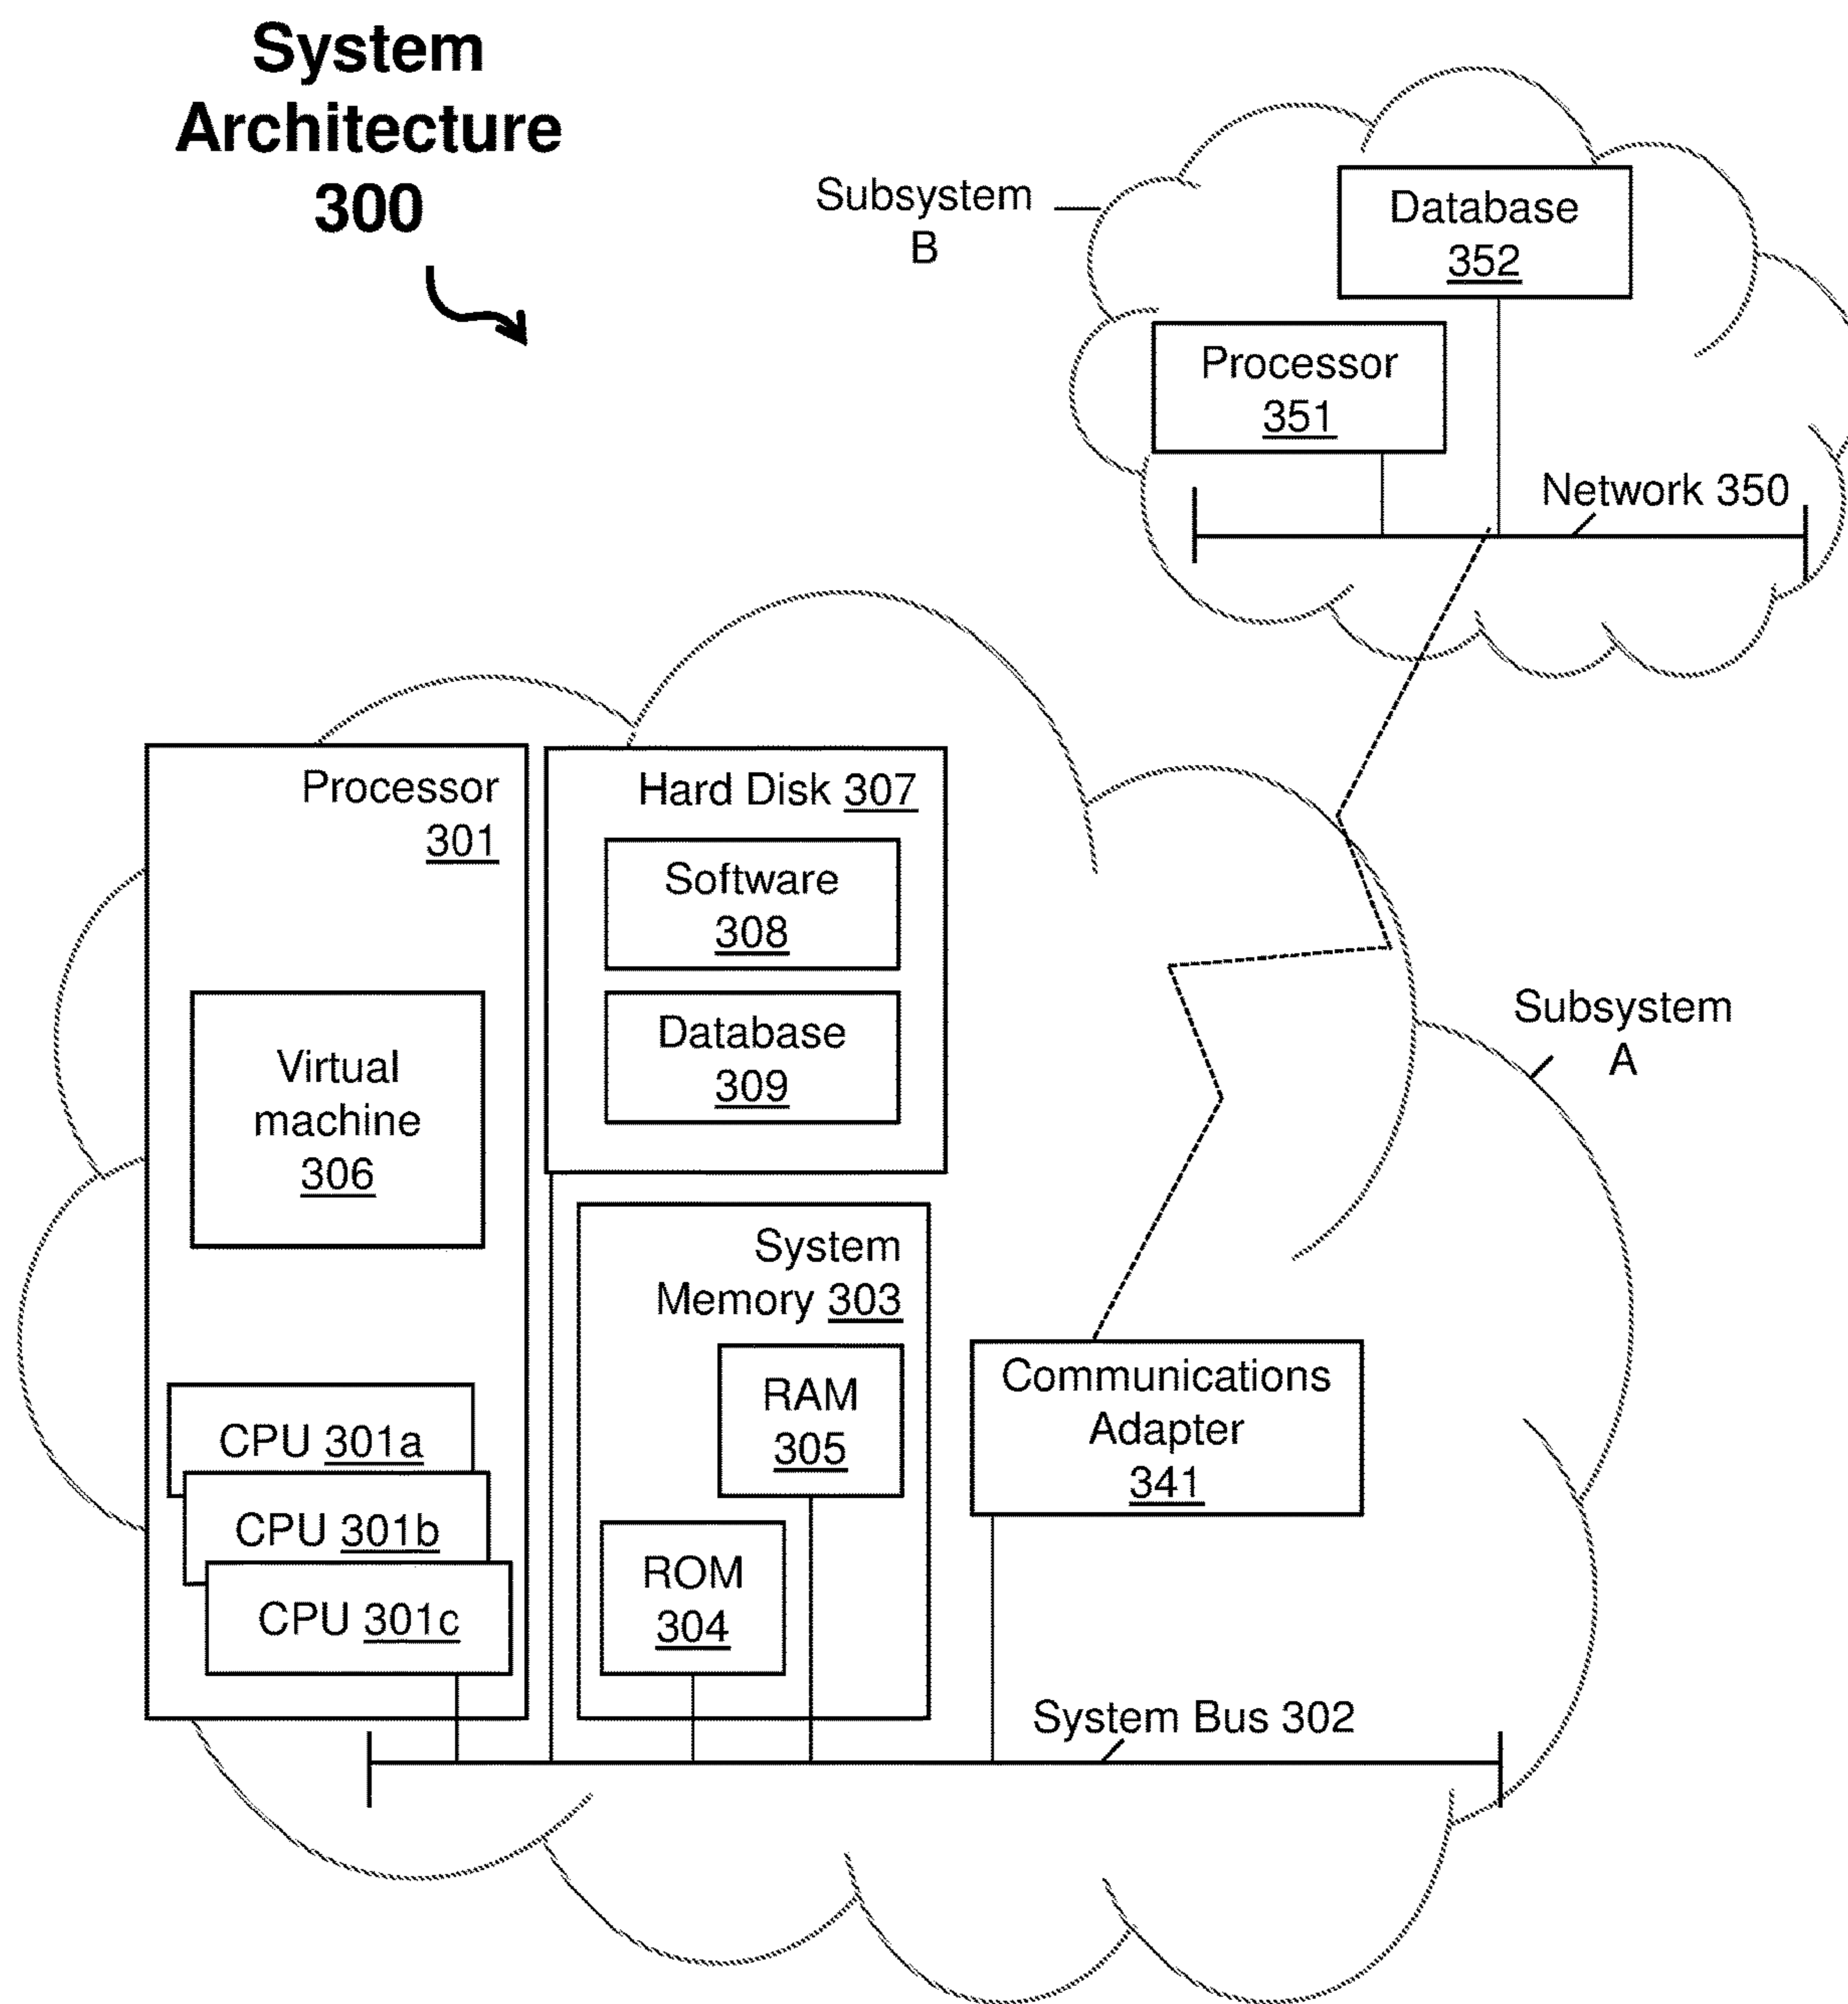 System
Architecture
300
Subsystem
B
Database
352
Processor
351
Network 350
Processor
301
Virtual
machine
306
CPU 301a
CPU 301b
CPU 301c
Hard Disk 307
Software
308
Database
309
System
Memory 303
RAM
305
ROM
304
Communications
Adapter
341
Subsystem
A
System Bus 302